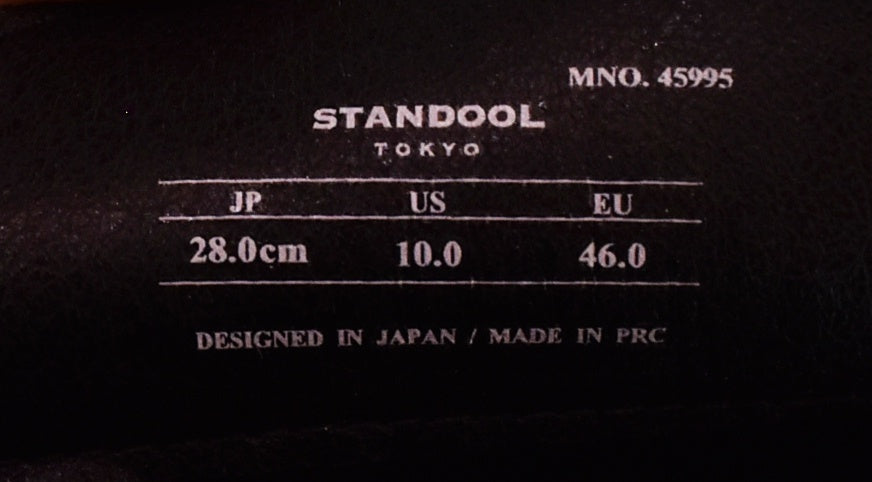 MNO. 45995
STANDOOL
TOKYO
JP US EU
28.0cm 10.0 46.0
DESIGNED IN JAPAN / MADE IN PRC